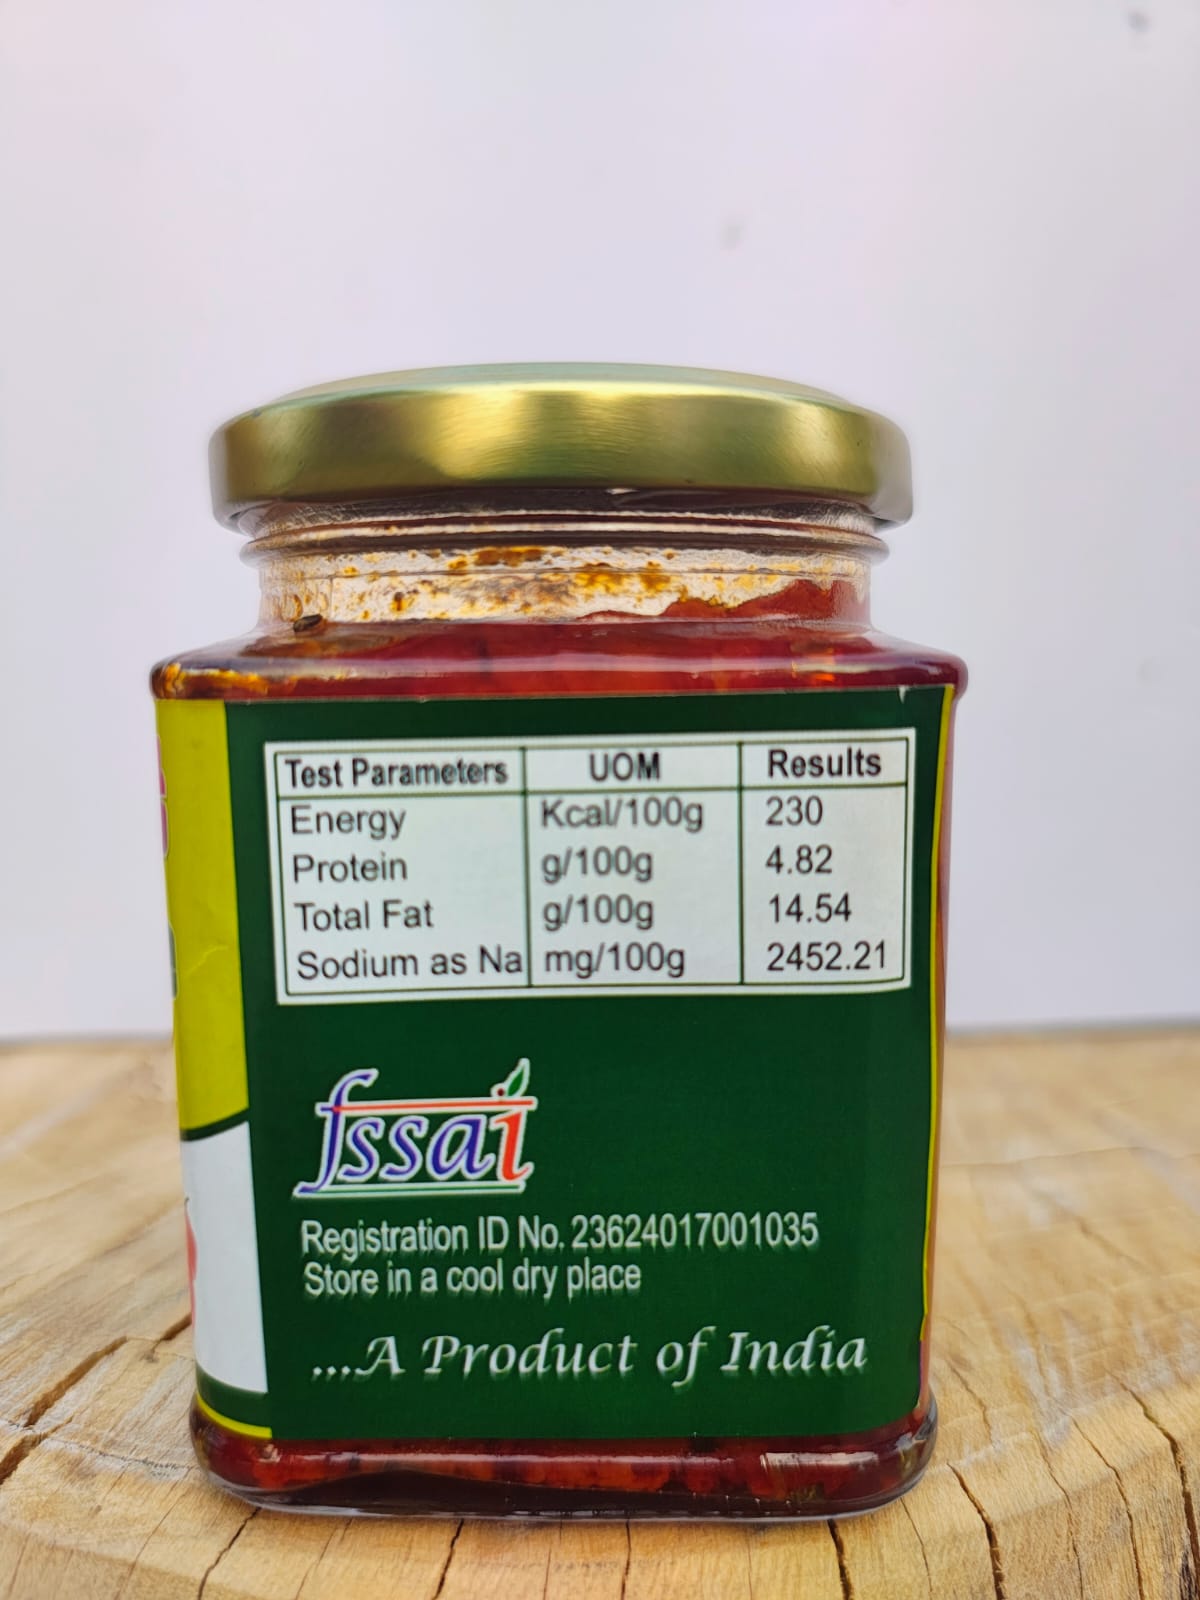 Test Parameters UOM Results
Energy Kcal/100g 230
Protein g/100g 4.82
Total Fat g/100g 14.54
Sodium as Na mg/100g 2452.21
fssai
Registration ID No. 23624017001035
Store in a cool dry place
...A Product of India